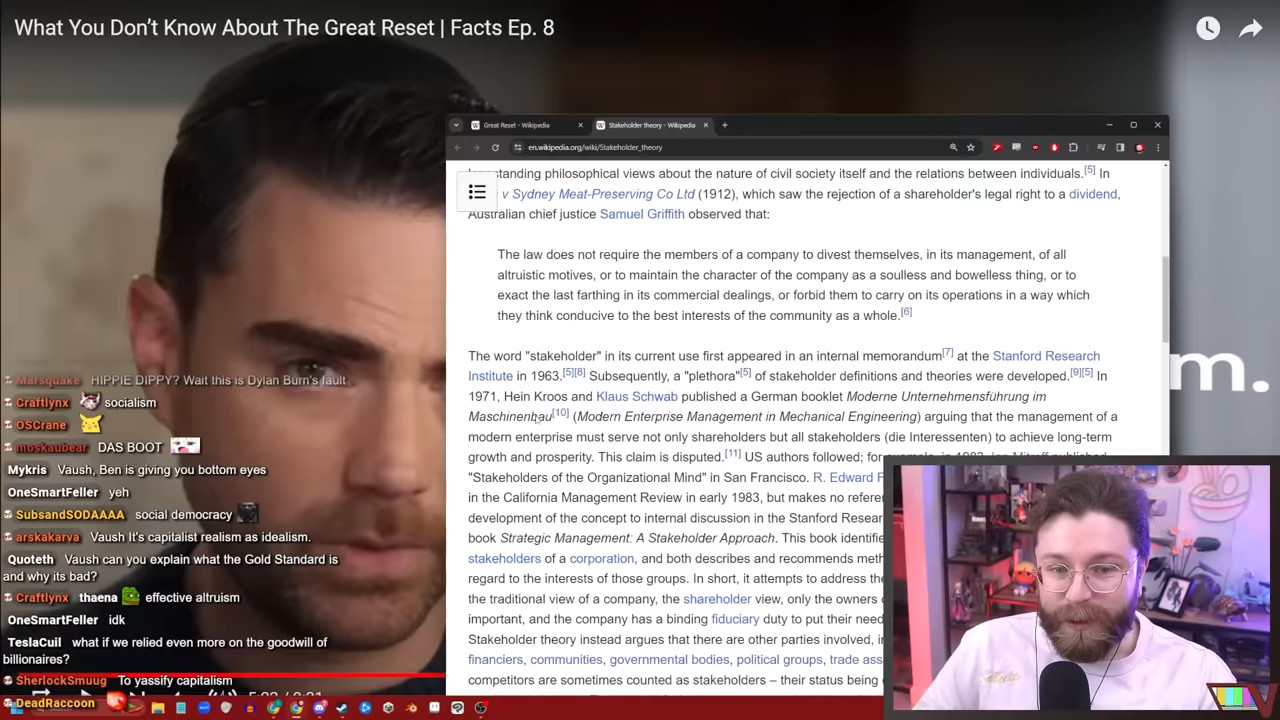 What You Don't Know About The Great Reset | Facts Ep. 8
Great Reset - Wikipedia
Stakeholder theory - Wikipedia
en.wikipedia.org/wiki/Stakeholder_theory
standing philosophical views about the nature of civil society itself and the relations between individuals.[5] In
v Sydney Meat-Preserving Co Ltd (1912), which saw the rejection of a shareholder's legal right to a dividend,
Australian chief justice Samuel Griffith observed that:
The law does not require the members of a company to divest themselves, in its management, of all
altruistic motives, or to maintain the character of the company as a soulless and bowelless thing, or to
exact the last farthing in its commercial dealings, or forbid them to carry on its operations in a way which
they think conducive to the best interests of the community as a whole.[6]
The word "stakeholder" in its current use first appeared in an internal memorandum[7] at the Stanford Research
Institute in 1963.[5][8] Subsequently, a "plethora"[5] of stakeholder definitions and theories were developed.[9][5] In
1971, Hein Kroos and Klaus Schwab published a German booklet Moderne Unternehmensführung im
Maschinenbau[10] (Modern Enterprise Management in Mechanical Engineering) arguing that the management of a
modern enterprise must serve not only shareholders but all stakeholders (die Interessenten) to achieve long-term
growth and prosperity. This claim is disputed.[11] US authors followed; for example, in 1983,
"Stakeholders of the Organizational Mind" in San Francisco. R. Edward
in the California Management Review in early 1983, but makes no
development of the concept to internal discussion in the Stanford
book Strategic Management: A Stakeholder Approach. This book
stakeholders of a corporation, and both describes and recommends
regard to the interests of those groups. In short, it attempts to address the
the traditional view of a company, the shareholder view, only the owners
important, and the company has a binding fiduciary duty to put their
Stakeholder theory instead argues that there are other parties involved,
financiers, communities, governmental bodies, political groups, trade
competitors are sometimes counted as stakeholders – their status being
m.
Marsquake HIPPIE DIPPY? Wait this is Dylan Burn's fault
Craftlynx socialism
OSCrane
moskaubear DAS BOOT
Mykris Vaush, Ben is giving you bottom eyes
OneSmartFeller yeh
SubsandSODAAAA social democracy
arskakarva Vaush It's capitalist realism as idealism.
Quoteth Vaush can you explain what the Gold Standard is
and why its bad?
Craftlynx thaena effective altruism
OneSmartFeller idk
TeslaCuil what if we relied even more on the goodwill of
billionaires?
SherlockSmuug To yassify capitalism
DeadRaccoon